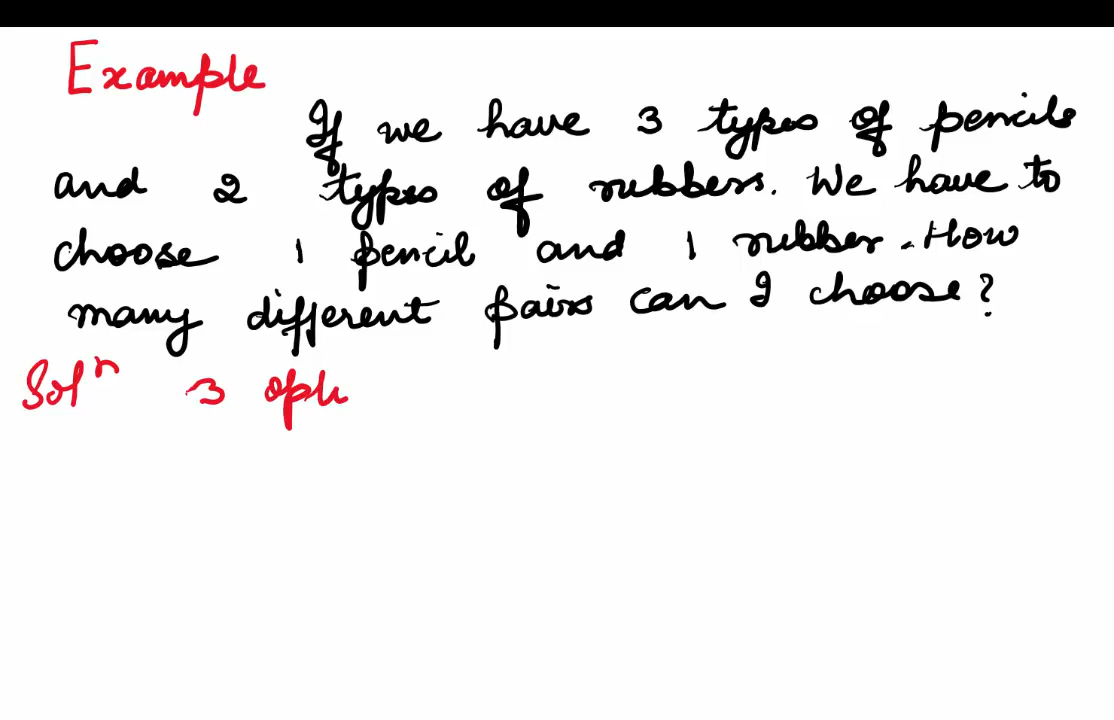 Example
If we have 3 types of pencils
and 2 types of rubbers. We have to
choose 1 pencil and 1 rubber. How
many different pairs can I choose?
Solⁿ 3 opti